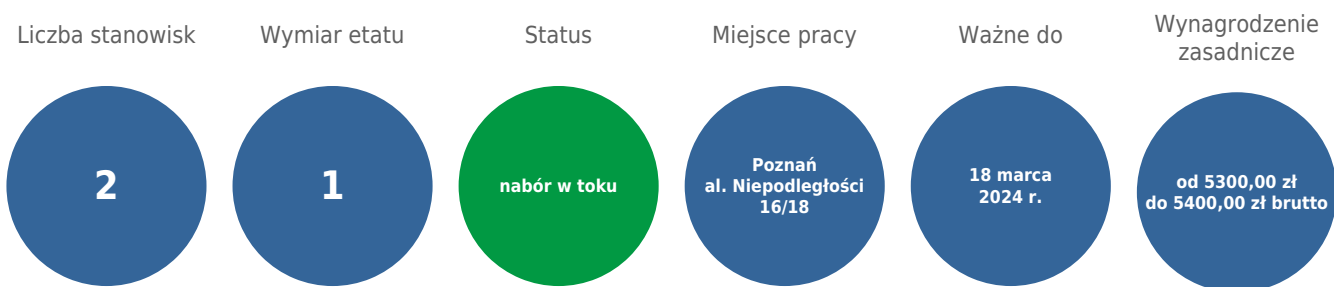 Liczba stanowisk
2
Wymiar etatu
1
Status
nabór w toku
Miejsce pracy
Poznań
al. Niepodległości
16/18
Ważne do
18 marca
2024 r.
Wynagrodzenie
zasadnicze
od 5300,00 zł
do 5400,00 zł brutto